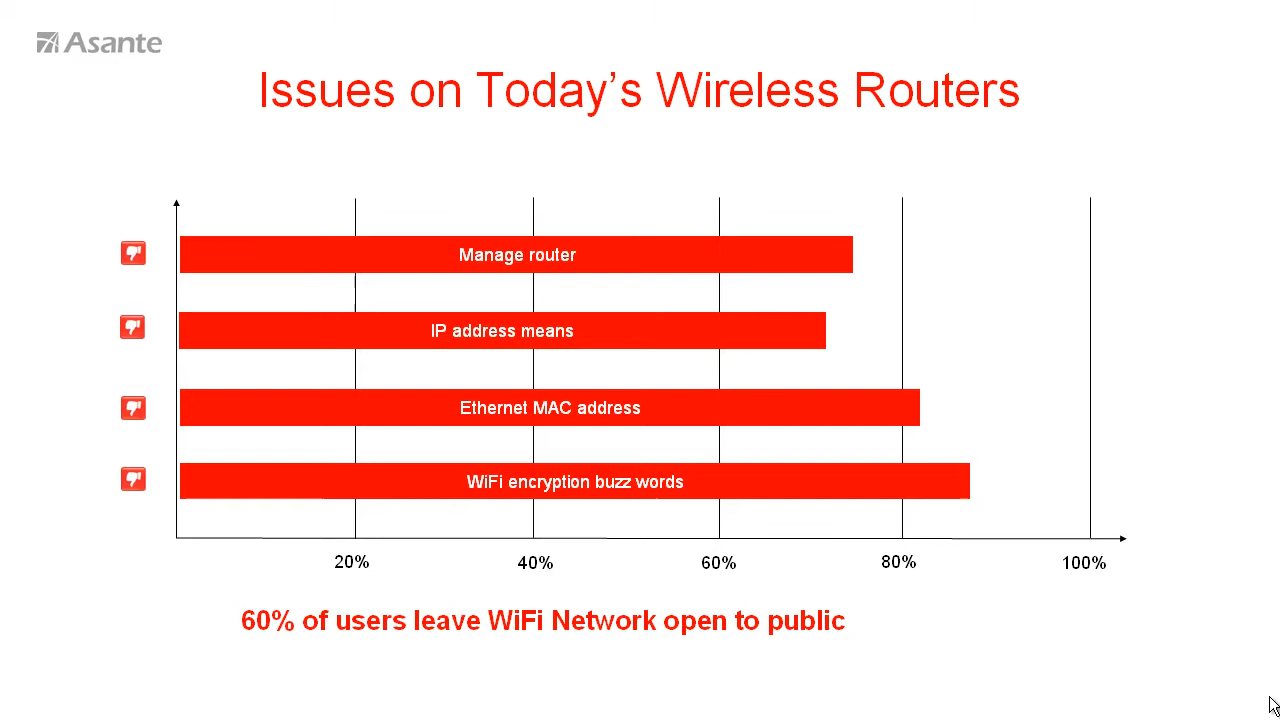 Asante
Issues on Today's Wireless Routers
Manage router
IP address means
Ethernet MAC address
WiFi encryption buzz words
20% 40% 60% 80% 100%
60% of users leave WiFi Network open to public